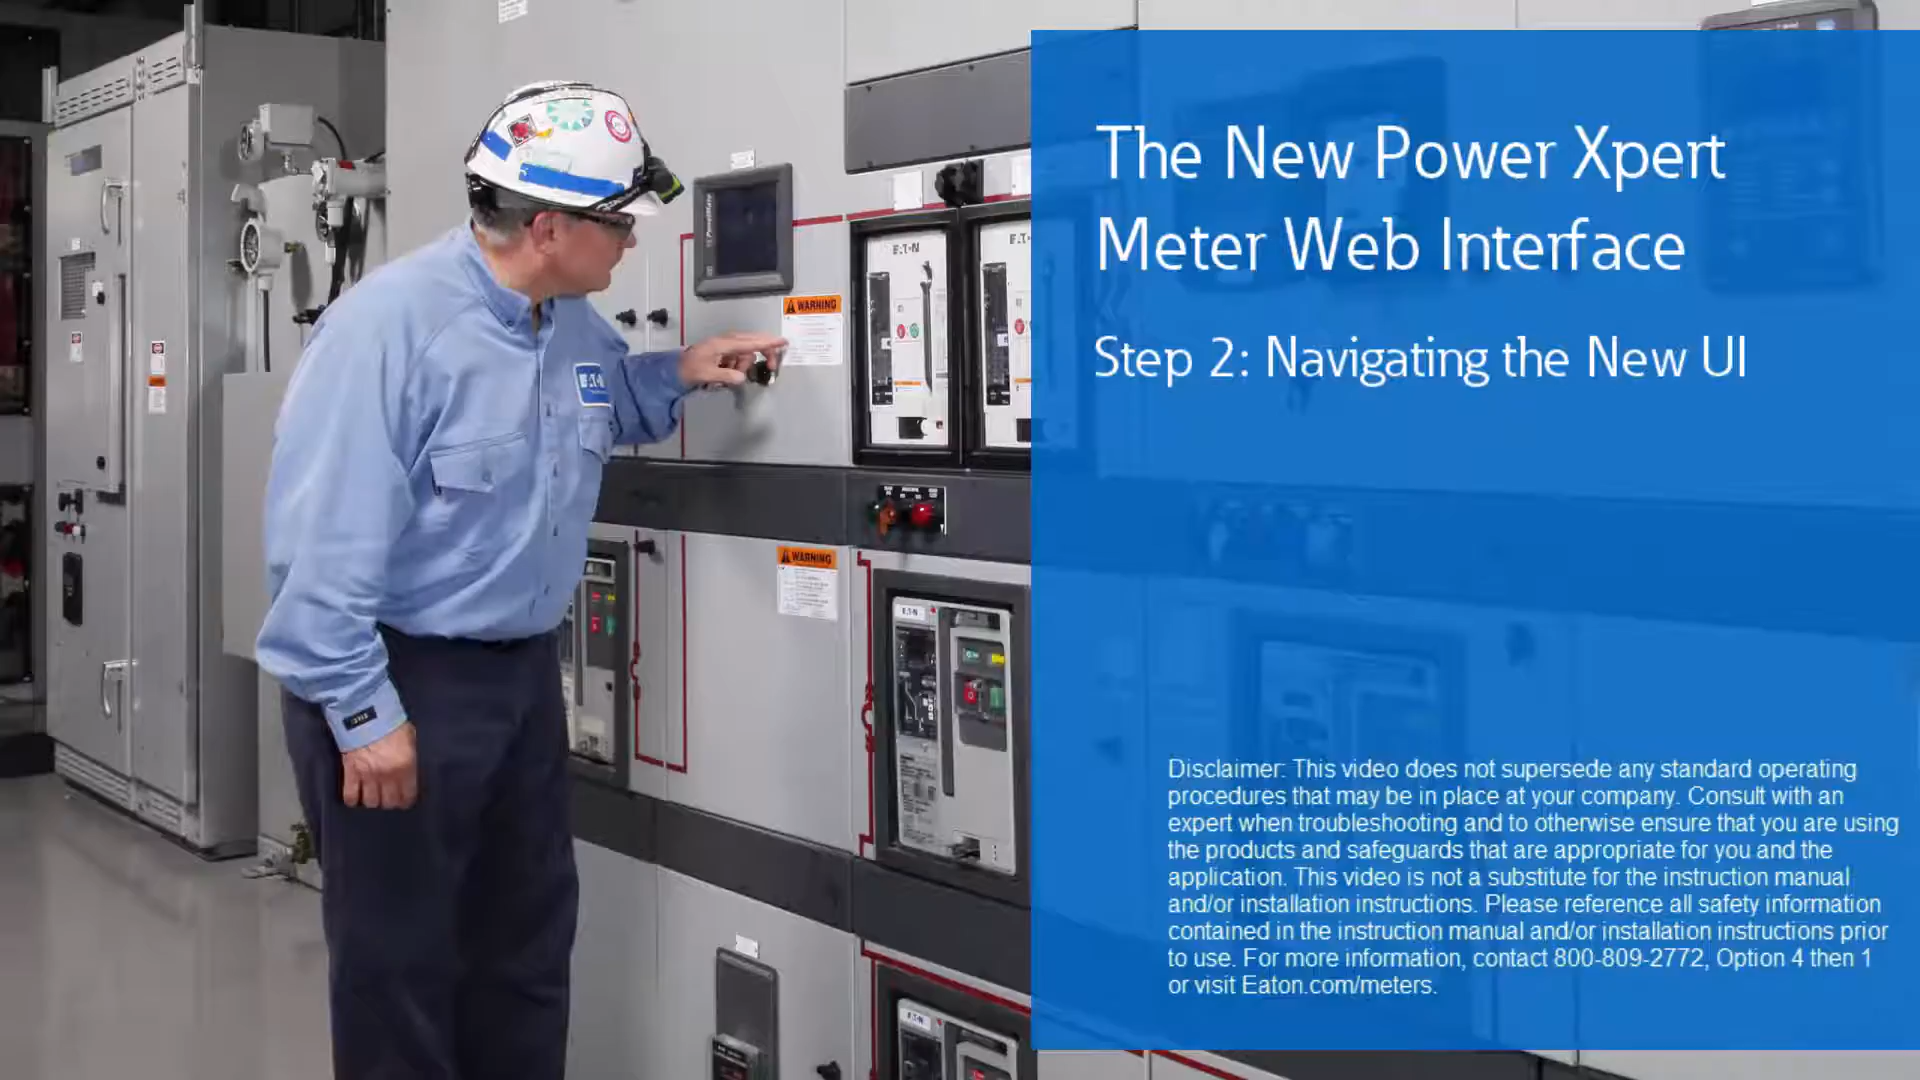 The New Power Xpert
Meter Web Interface
Step 2: Navigating the New UI
Disclaimer: This video does not supersede any standard operating
procedures that may be in place at your company. Consult with an
expert when troubleshooting and to otherwise ensure that you are using
the products and safeguards that are appropriate for you and the
application. This video is not a substitute for the instruction manual
and/or installation instructions. Please reference all safety information
contained in the instruction manual and/or installation instructions prior
to use. For more information, contact 800-809-2772, Option 4 then 1
or visit Eaton.com/meters.
WARNING
WARNING
E·T·N
E·T·N
E·T·N
E·T·N